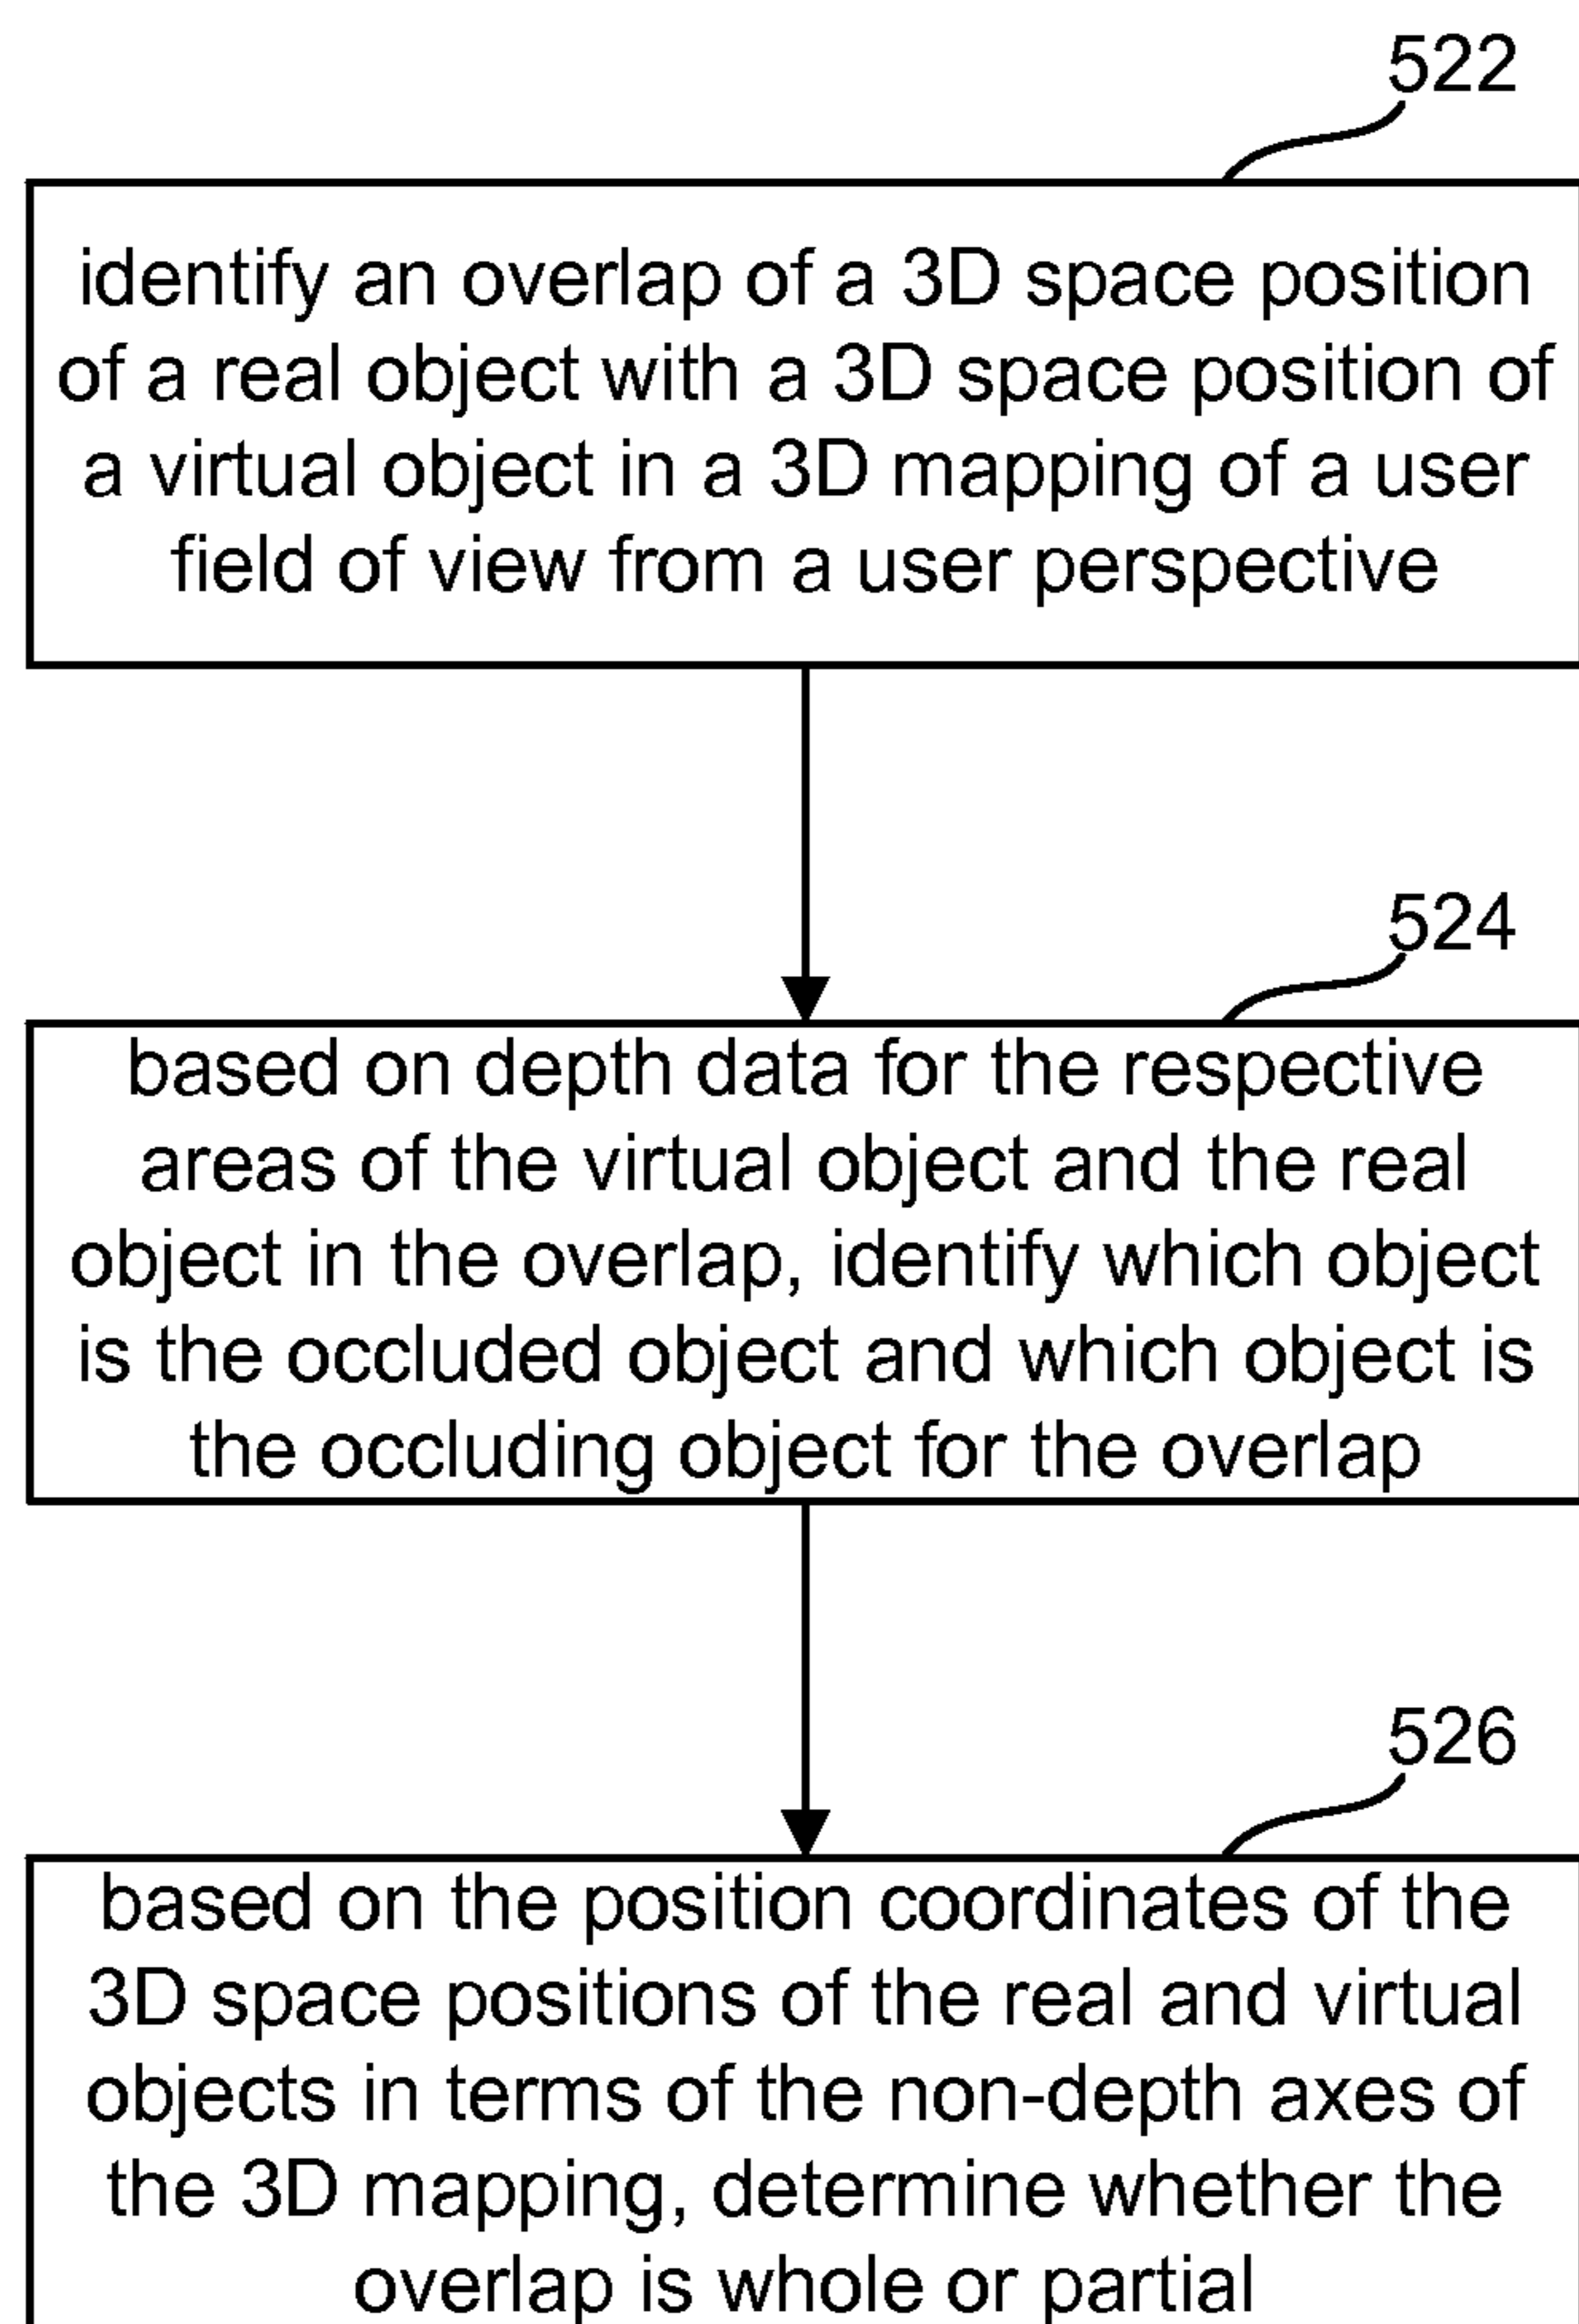 522
identify an overlap of a 3D space position
of a real object with a 3D space position of
a virtual object in a 3D mapping of a user
field of view from a user perspective
524
based on depth data for the respective
areas of the virtual object and the real
object in the overlap, identify which object
is the occluded object and which object is
the occluding object for the overlap
526
based on the position coordinates of the
3D space positions of the real and virtual
objects in terms of the non-depth axes of
the 3D mapping, determine whether the
overlap is whole or partial